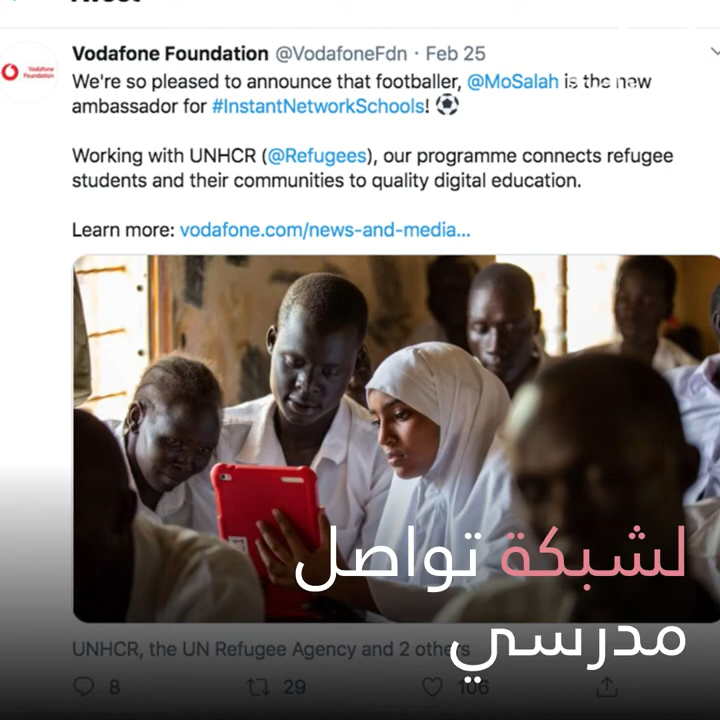 Vodafone Foundation @VodafoneFdn · Feb 25
Vodafone
Foundation
We're so pleased to announce that footballer, @MoSalah is the new
ambassador for #InstantNetworkSchools! ⚽
Working with UNHCR (@Refugees), our programme connects refugee
students and their communities to quality digital education.
Learn more: vodafone.com/news-and-media...
لشبكة تواصل
مدرسي
UNHCR, the UN Refugee Agency and 2 others
8 29 106